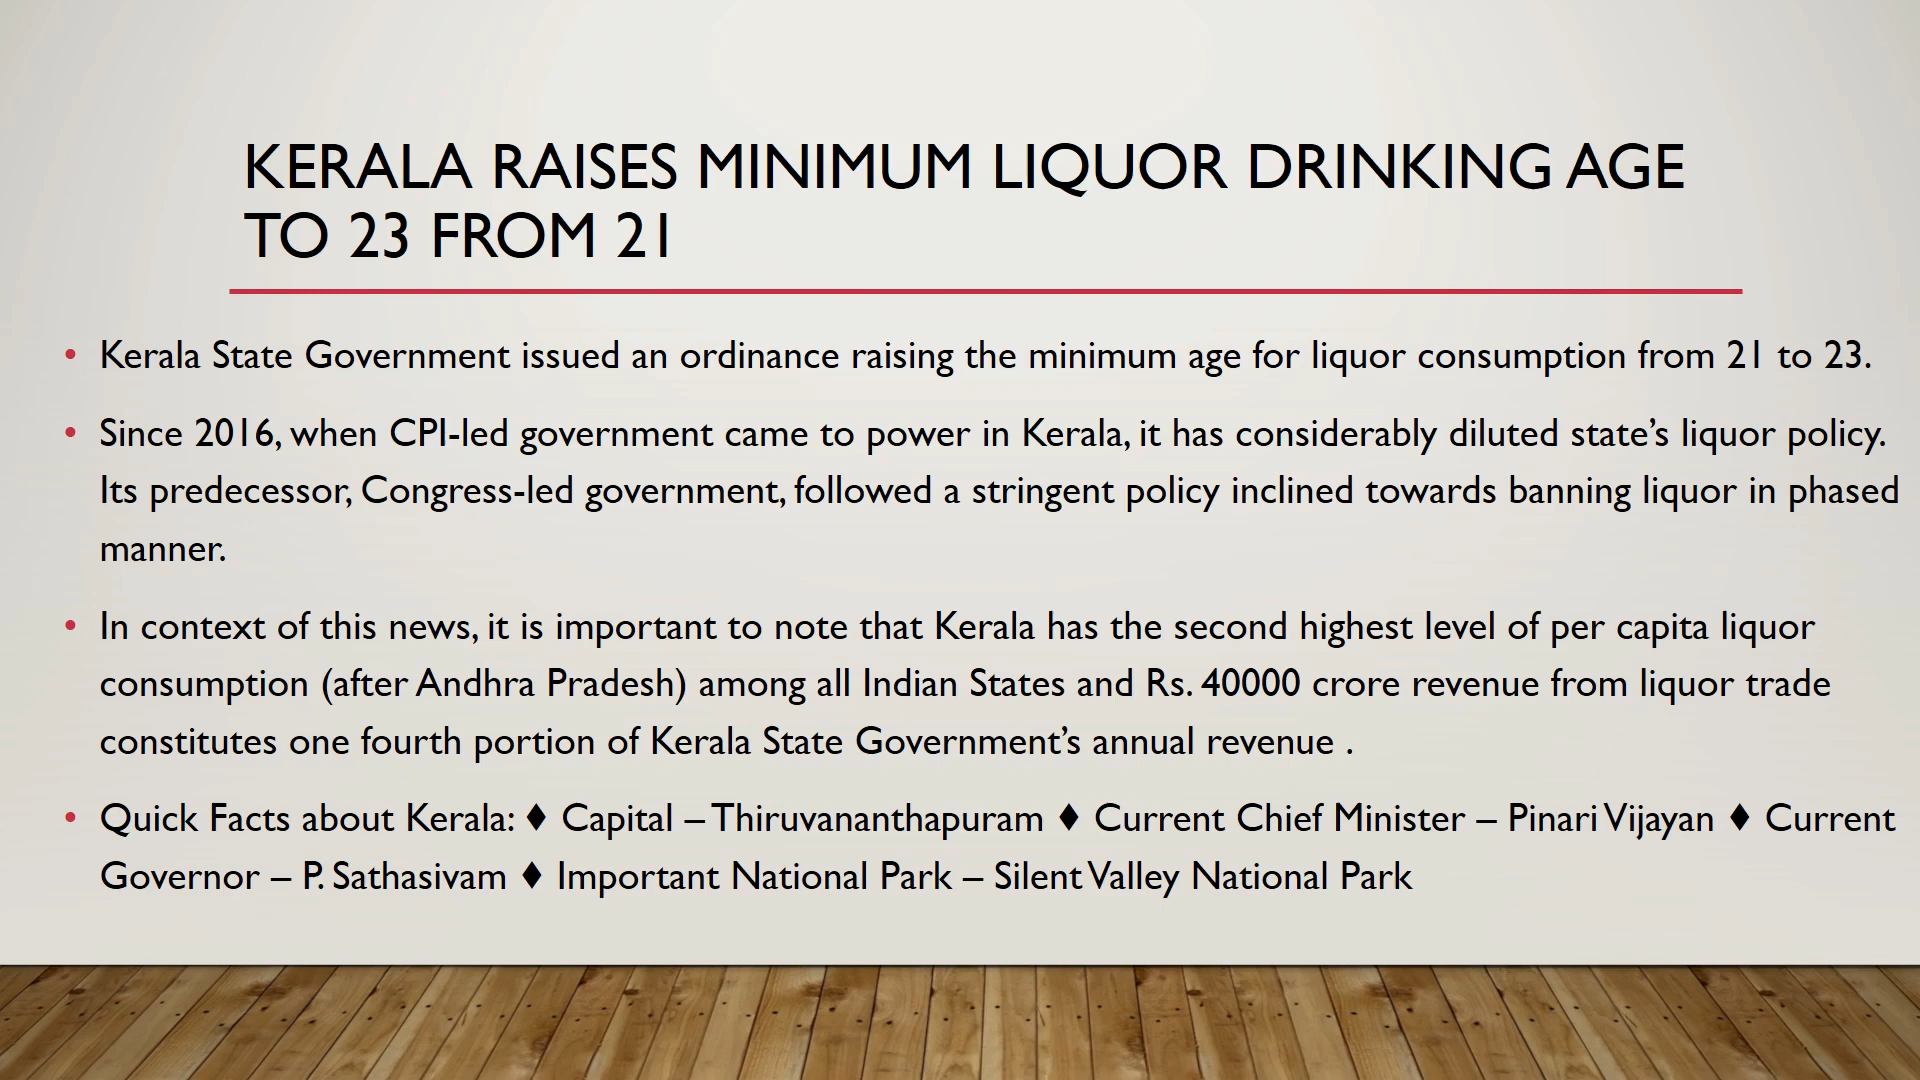 KERALA RAISES MINIMUM LIQUOR DRINKING AGE
TO 23 FROM 21
• Kerala State Government issued an ordinance raising the minimum age for liquor consumption from 21 to 23.
• Since 2016, when CPI-led government came to power in Kerala, it has considerably diluted state’s liquor policy.
Its predecessor, Congress-led government, followed a stringent policy inclined towards banning liquor in phased
manner.
• In context of this news, it is important to note that Kerala has the second highest level of per capita liquor
consumption (after Andhra Pradesh) among all Indian States and Rs. 40000 crore revenue from liquor trade
constitutes one fourth portion of Kerala State Government’s annual revenue .
• Quick Facts about Kerala: ♦ Capital – Thiruvananthapuram ♦ Current Chief Minister – Pinari Vijayan ♦ Current
Governor – P. Sathasivam ♦ Important National Park – Silent Valley National Park